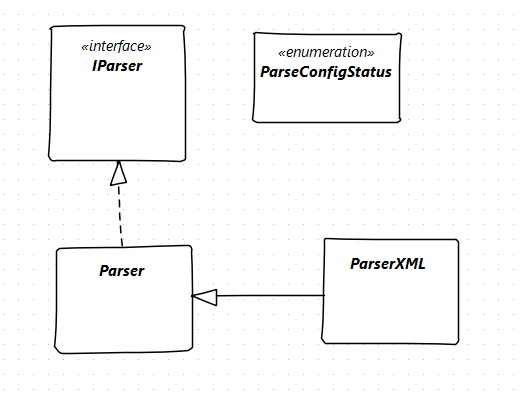 «interface»
IParser
«enumeration»
ParseConfigStatus
Parser
ParserXML